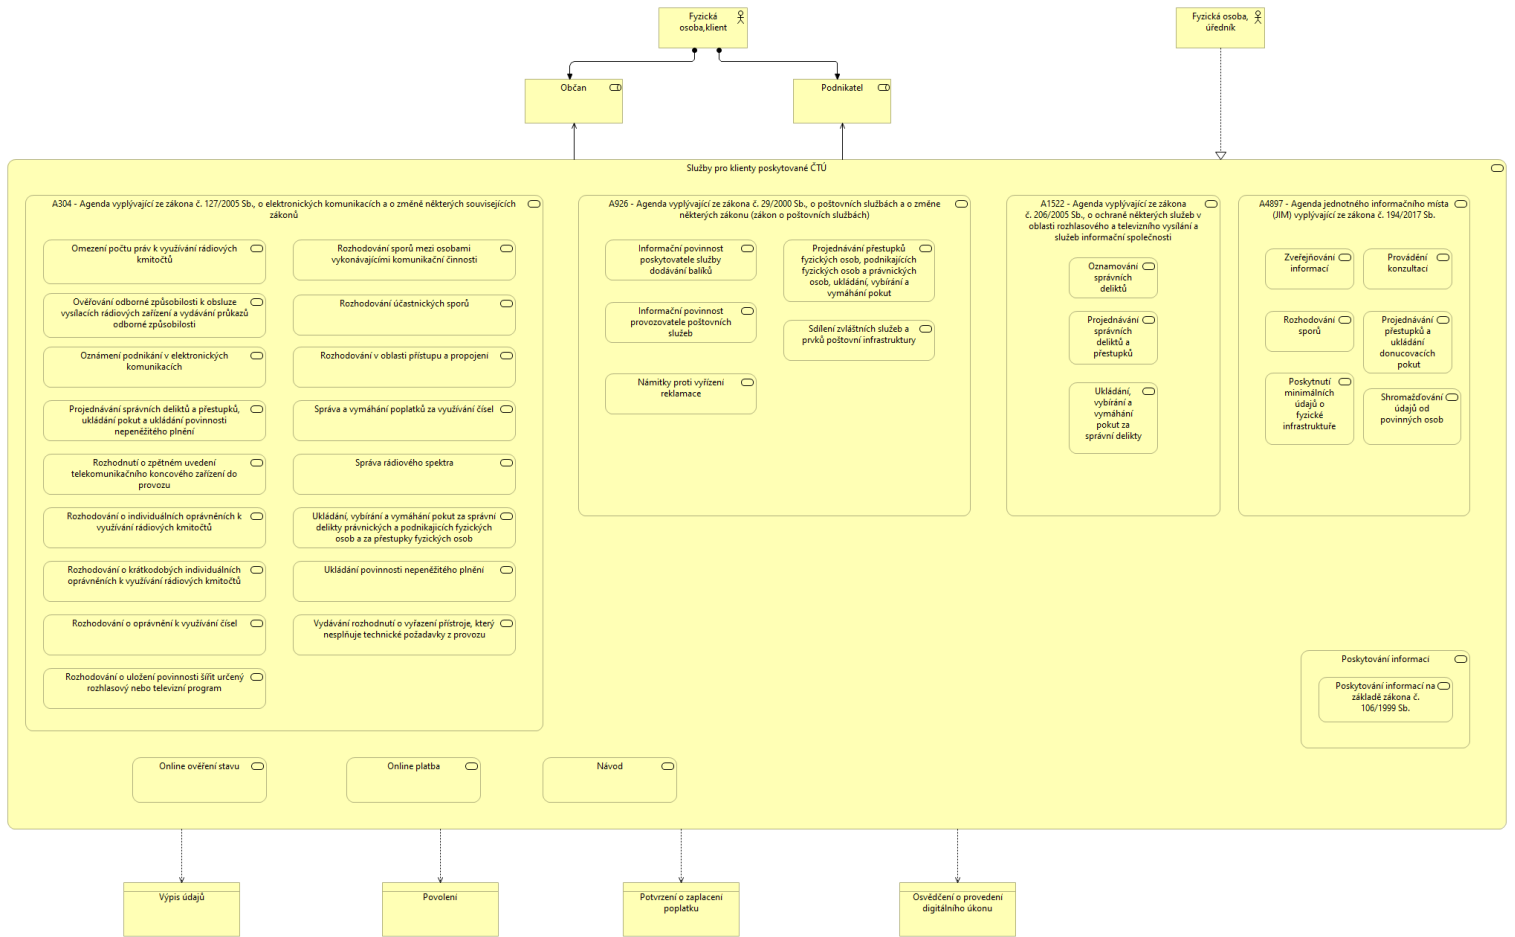 Fyzická
osoba,klient
Fyzická osoba,
úředník
Občan
Podnikatel
Služby pro klienty poskytované ČTÚ
A304 - Agenda vyplývající ze zákona č. 127/2005 Sb., o elektronických komunikacích a o změně některých souvisejících
zákonů
Omezení počtu práv k využívání rádiových
kmitočtů
Ověřování odborné způsobilosti k obsluze
vysílacích rádiových zařízení a vydávání průkazů
odborné způsobilosti
Oznámení podnikání v elektronických
komunikacích
Projednávání správních deliktů a přestupků,
ukládání pokut a ukládání povinnosti
nepeněžitého plnění
Rozhodnutí o zpětném uvedení
telekomunikačního koncového zařízení do
provozu
Rozhodování o individuálních oprávněních k
využívání rádiových kmitočtů
Rozhodování o krátkodobých individuálních
oprávněních k využívání rádiových kmitočtů
Rozhodování o oprávnění k využívání čísel
Rozhodování o uložení povinnosti šířit určený
rozhlasový nebo televizní program
Rozhodování sporů mezi osobami
vykonávajícími komunikační činnosti
Rozhodování účastnických sporů
Rozhodování v oblasti přístupu a propojení
Správa a vymáhání poplatků za využívání čísel
Správa rádiového spektra
Ukládání, vybírání a vymáhání pokut za správní
delikty právnických a podnikajících fyzických
osob a za přestupky fyzických osob
Ukládání povinnosti nepeněžitého plnění
Vydávání rozhodnutí o vyřazení přístroje, který
nesplňuje technické požadavky z provozu
A926 - Agenda vyplývající ze zákona č. 29/2000 Sb., o poštovních službách a o změne
některých zákonu (zákon o poštovních službách)
Informační povinnost
poskytovatele služby
dodávání balíků
Informační povinnost
provozovatele poštovních
služeb
Námitky proti vyřízení
reklamace
Projednávání přestupků
fyzických osob, podnikajících
fyzických osob a právnických
osob, ukládání, vybírání a
vymáhání pokut
Sdílení zvláštních služeb a
prvků poštovní infrastruktury
A1522 - Agenda vyplývající ze zákona
č. 206/2005 Sb., o ochraně některých služeb v
oblasti rozhlasového a televizního vysílání a
služeb informační společnosti
Oznamování
správních
deliktů
Projednávání
správních
deliktů a
přestupků
Ukládání,
vybírání a
vymáhání
pokut za
správní delikty
A4897 - Agenda jednotného informačního místa
(JIM) vyplývající ze zákona č. 194/2017 Sb.
Zveřejňování
informací
Provádění
konzultací
Rozhodování
sporů
Projednávání
přestupků a
ukládání
donucovacích
pokut
Poskytnutí
minimálních
údajů o
fyzické
infrastruktuře
Shromažďování
údajů od
povinných osob
Poskytování informací
Poskytování informací na
základě zákona č.
106/1999 Sb.
Online ověření stavu
Online platba
Návod
Výpis údajů
Povolení
Potvrzení o zaplacení
poplatku
Osvědčení o provedení
digitálního úkonu